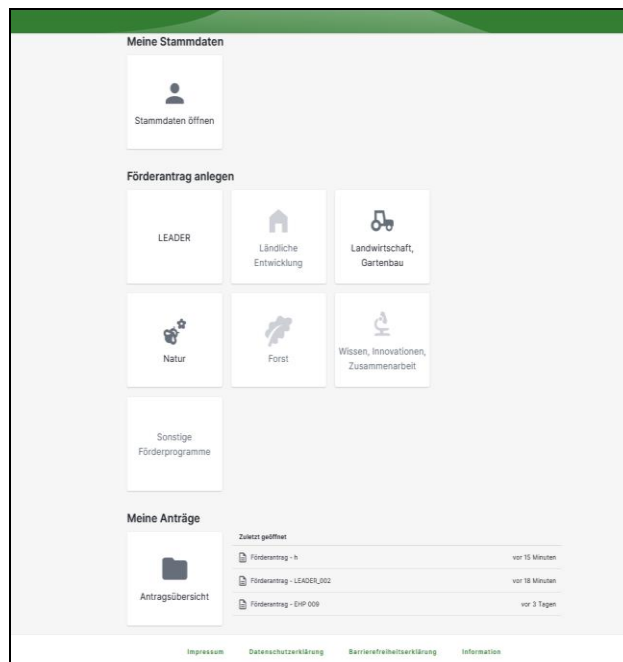 Meine Stammdaten
Stammdaten öffnen
Förderantrag anlegen
LEADER
Ländliche
Entwicklung
Landwirtschaft,
Gartenbau
Natur
Forst
Wissen, Innovationen,
Zusammenarbeit
Sonstige
Förderprogramme
Meine Anträge
Antragsübersicht
Zuletzt geöffnet
Förderantrag - h vor 15 Minuten
Förderantrag - LEADER_002 vor 18 Minuten
Förderantrag - EHP 009 vor 3 Tagen
Impressum Datenschutzerklärung Barrierefreiheitserklärung Information